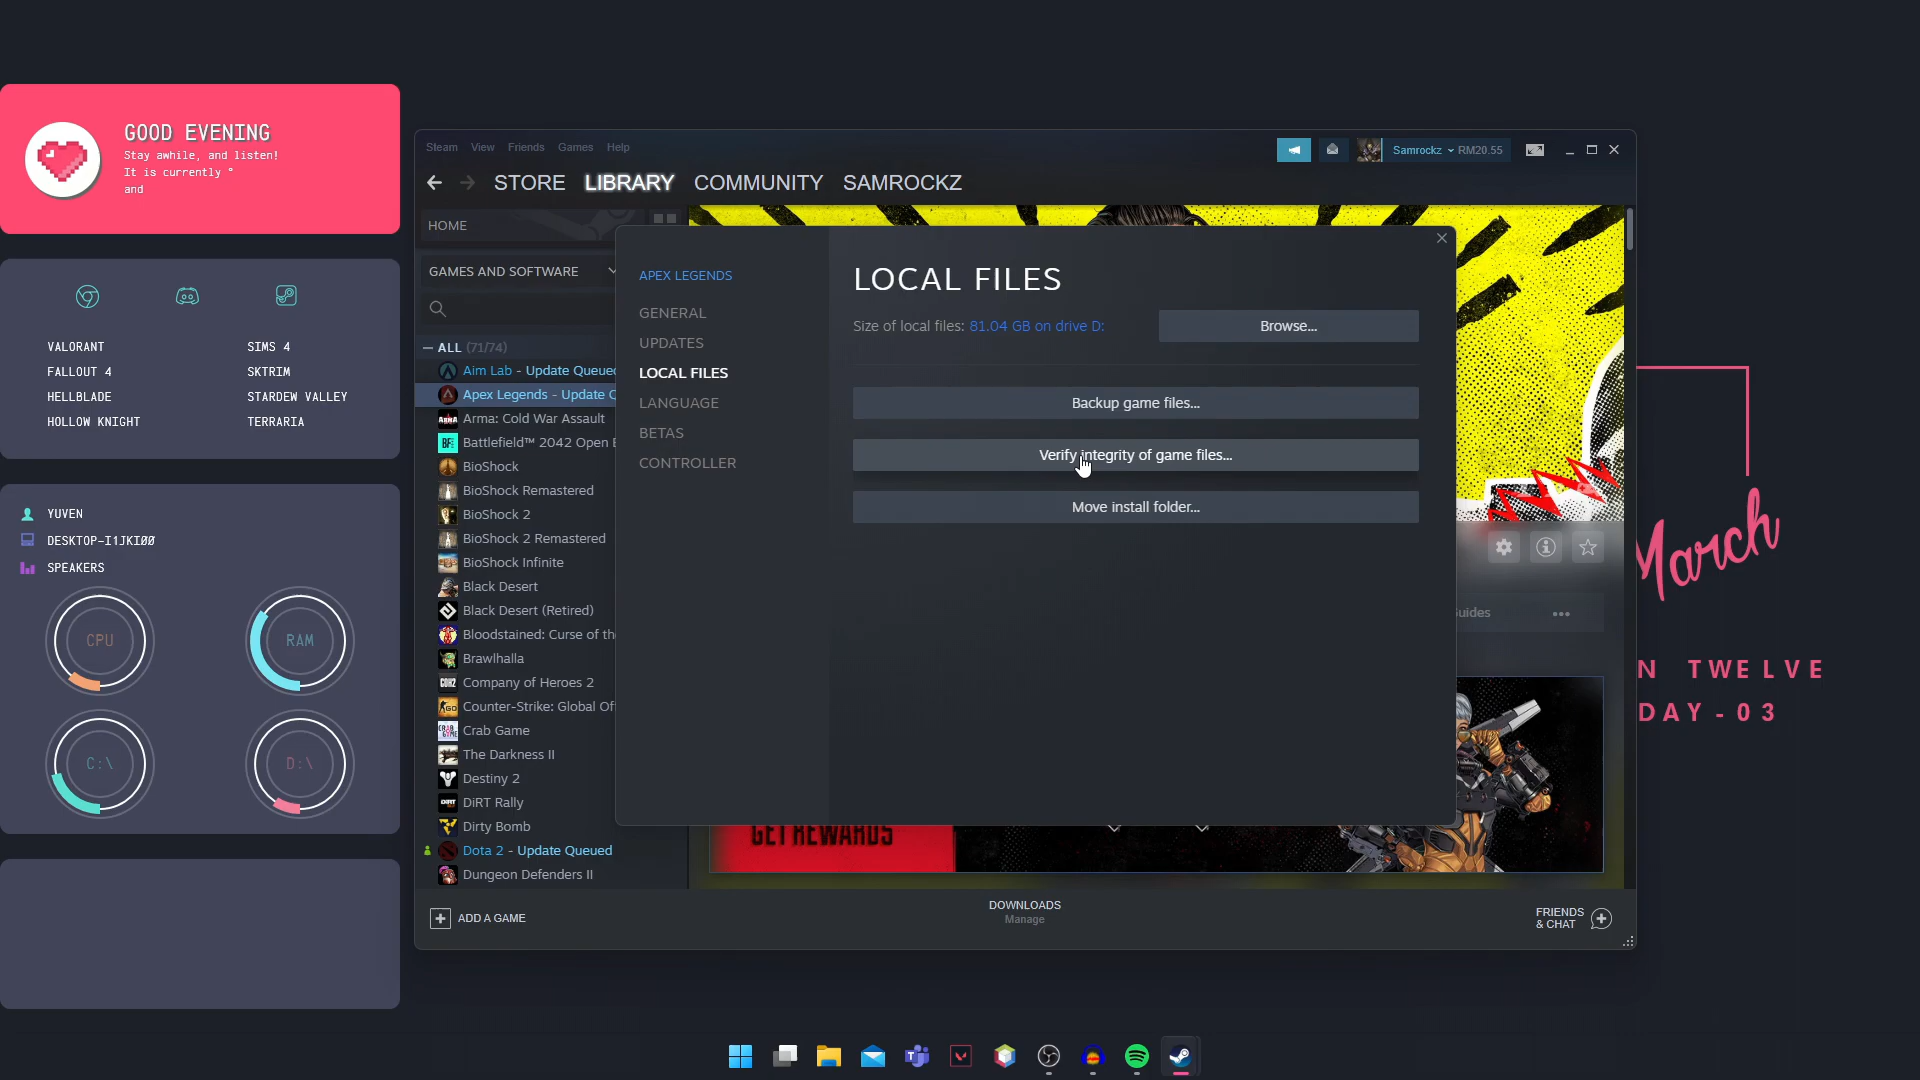 GOOD EVENING
Stay awhile, and listen!
It is currently °
and
VALORANT
SIMS 4
FALLOUT 4
SKTRIM
HELLBLADE
STARDEW VALLEY
HOLLOW KNIGHT
TERRARIA
YUVEN
DESKTOP-I1JKI00
SPEAKERS
CPU
RAM
C:\
D:\
Steam View Friends Games Help
Samrockz RM20.55
STORE LIBRARY COMMUNITY SAMROCKZ
HOME
GAMES AND SOFTWARE
ALL (71/74)
Aim Lab - Update Queued
Apex Legends - Update Q
Arma: Cold War Assault
Battlefield™ 2042 Open B
BioShock
BioShock Remastered
BioShock 2
BioShock 2 Remastered
BioShock Infinite
Black Desert
Black Desert (Retired)
Bloodstained: Curse of th
Brawlhalla
Company of Heroes 2
Counter-Strike: Global Of
Crab Game
The Darkness II
Destiny 2
DiRT Rally
Dirty Bomb
Dota 2 - Update Queued
Dungeon Defenders II
APEX LEGENDS
GENERAL
UPDATES
LOCAL FILES
LANGUAGE
BETAS
CONTROLLER
LOCAL FILES
Size of local files: 81.04 GB on drive D:
Browse...
Backup game files...
Verify integrity of game files...
Move install folder...
uides
GET REWARDS
ADD A GAME
DOWNLOADS
Manage
FRIENDS
& CHAT
March
N TWELVE
DAY-03